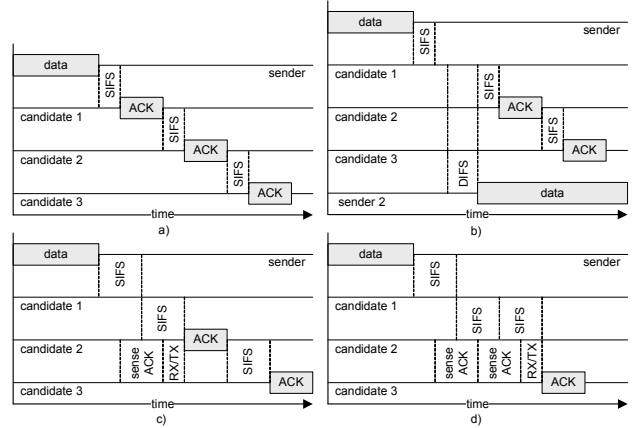 data
sender
SIFS
ACK
candidate 1
SIFS
ACK
candidate 2
SIFS
ACK
candidate 3
time
a)
data
sender
SIFS
candidate 1
SIFS
ACK
candidate 2
SIFS
ACK
candidate 3
DIFS
data
sender 2
time
b)
data
sender
SIFS
candidate 1
SIFS
ACK
candidate 2
sense ACK
RX/TX
SIFS
ACK
candidate 3
time
c)
data
sender
SIFS
candidate 1
SIFS
SIFS
candidate 2
sense ACK
sense ACK
RX/TX
ACK
candidate 3
time
d)